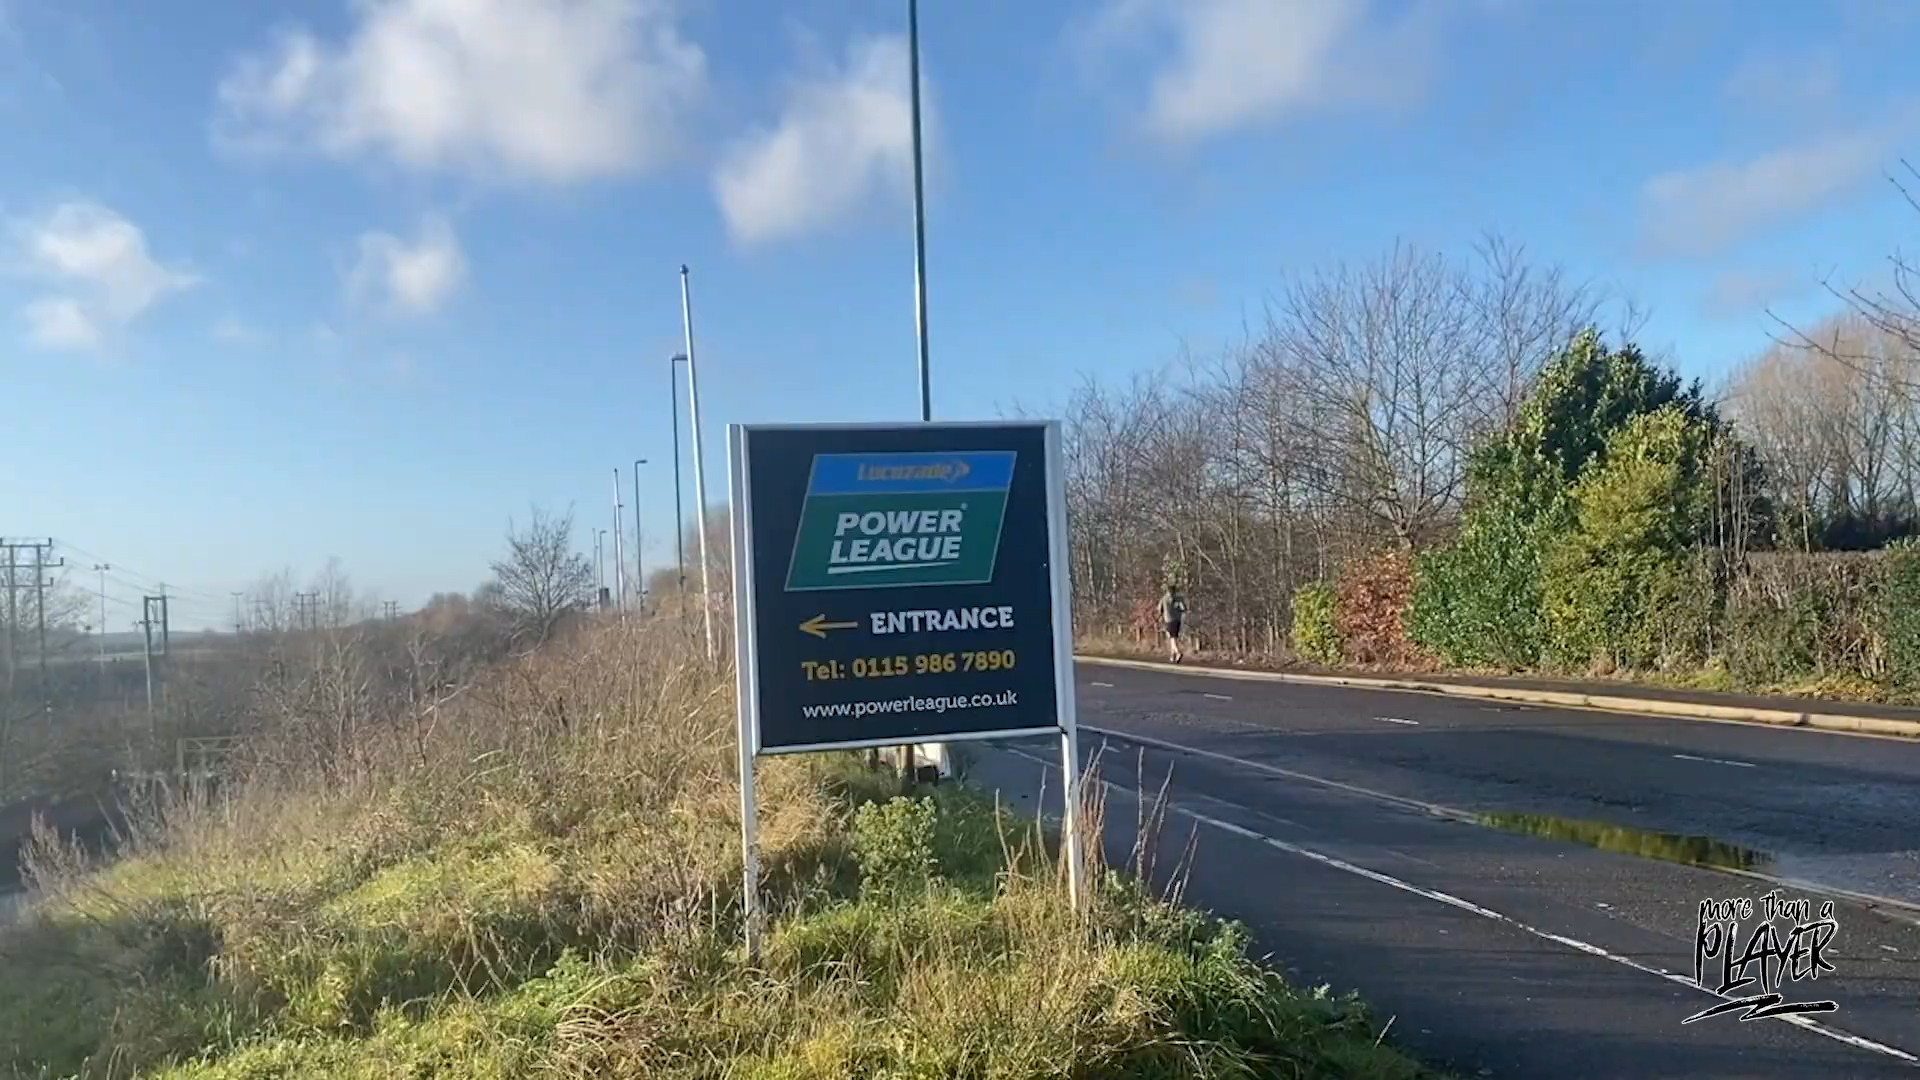 Lucozade
POWER
LEAGUE
ENTRANCE
Tel: 0115 986 7890
www.powerleague.co.uk
more than a
PLAYER